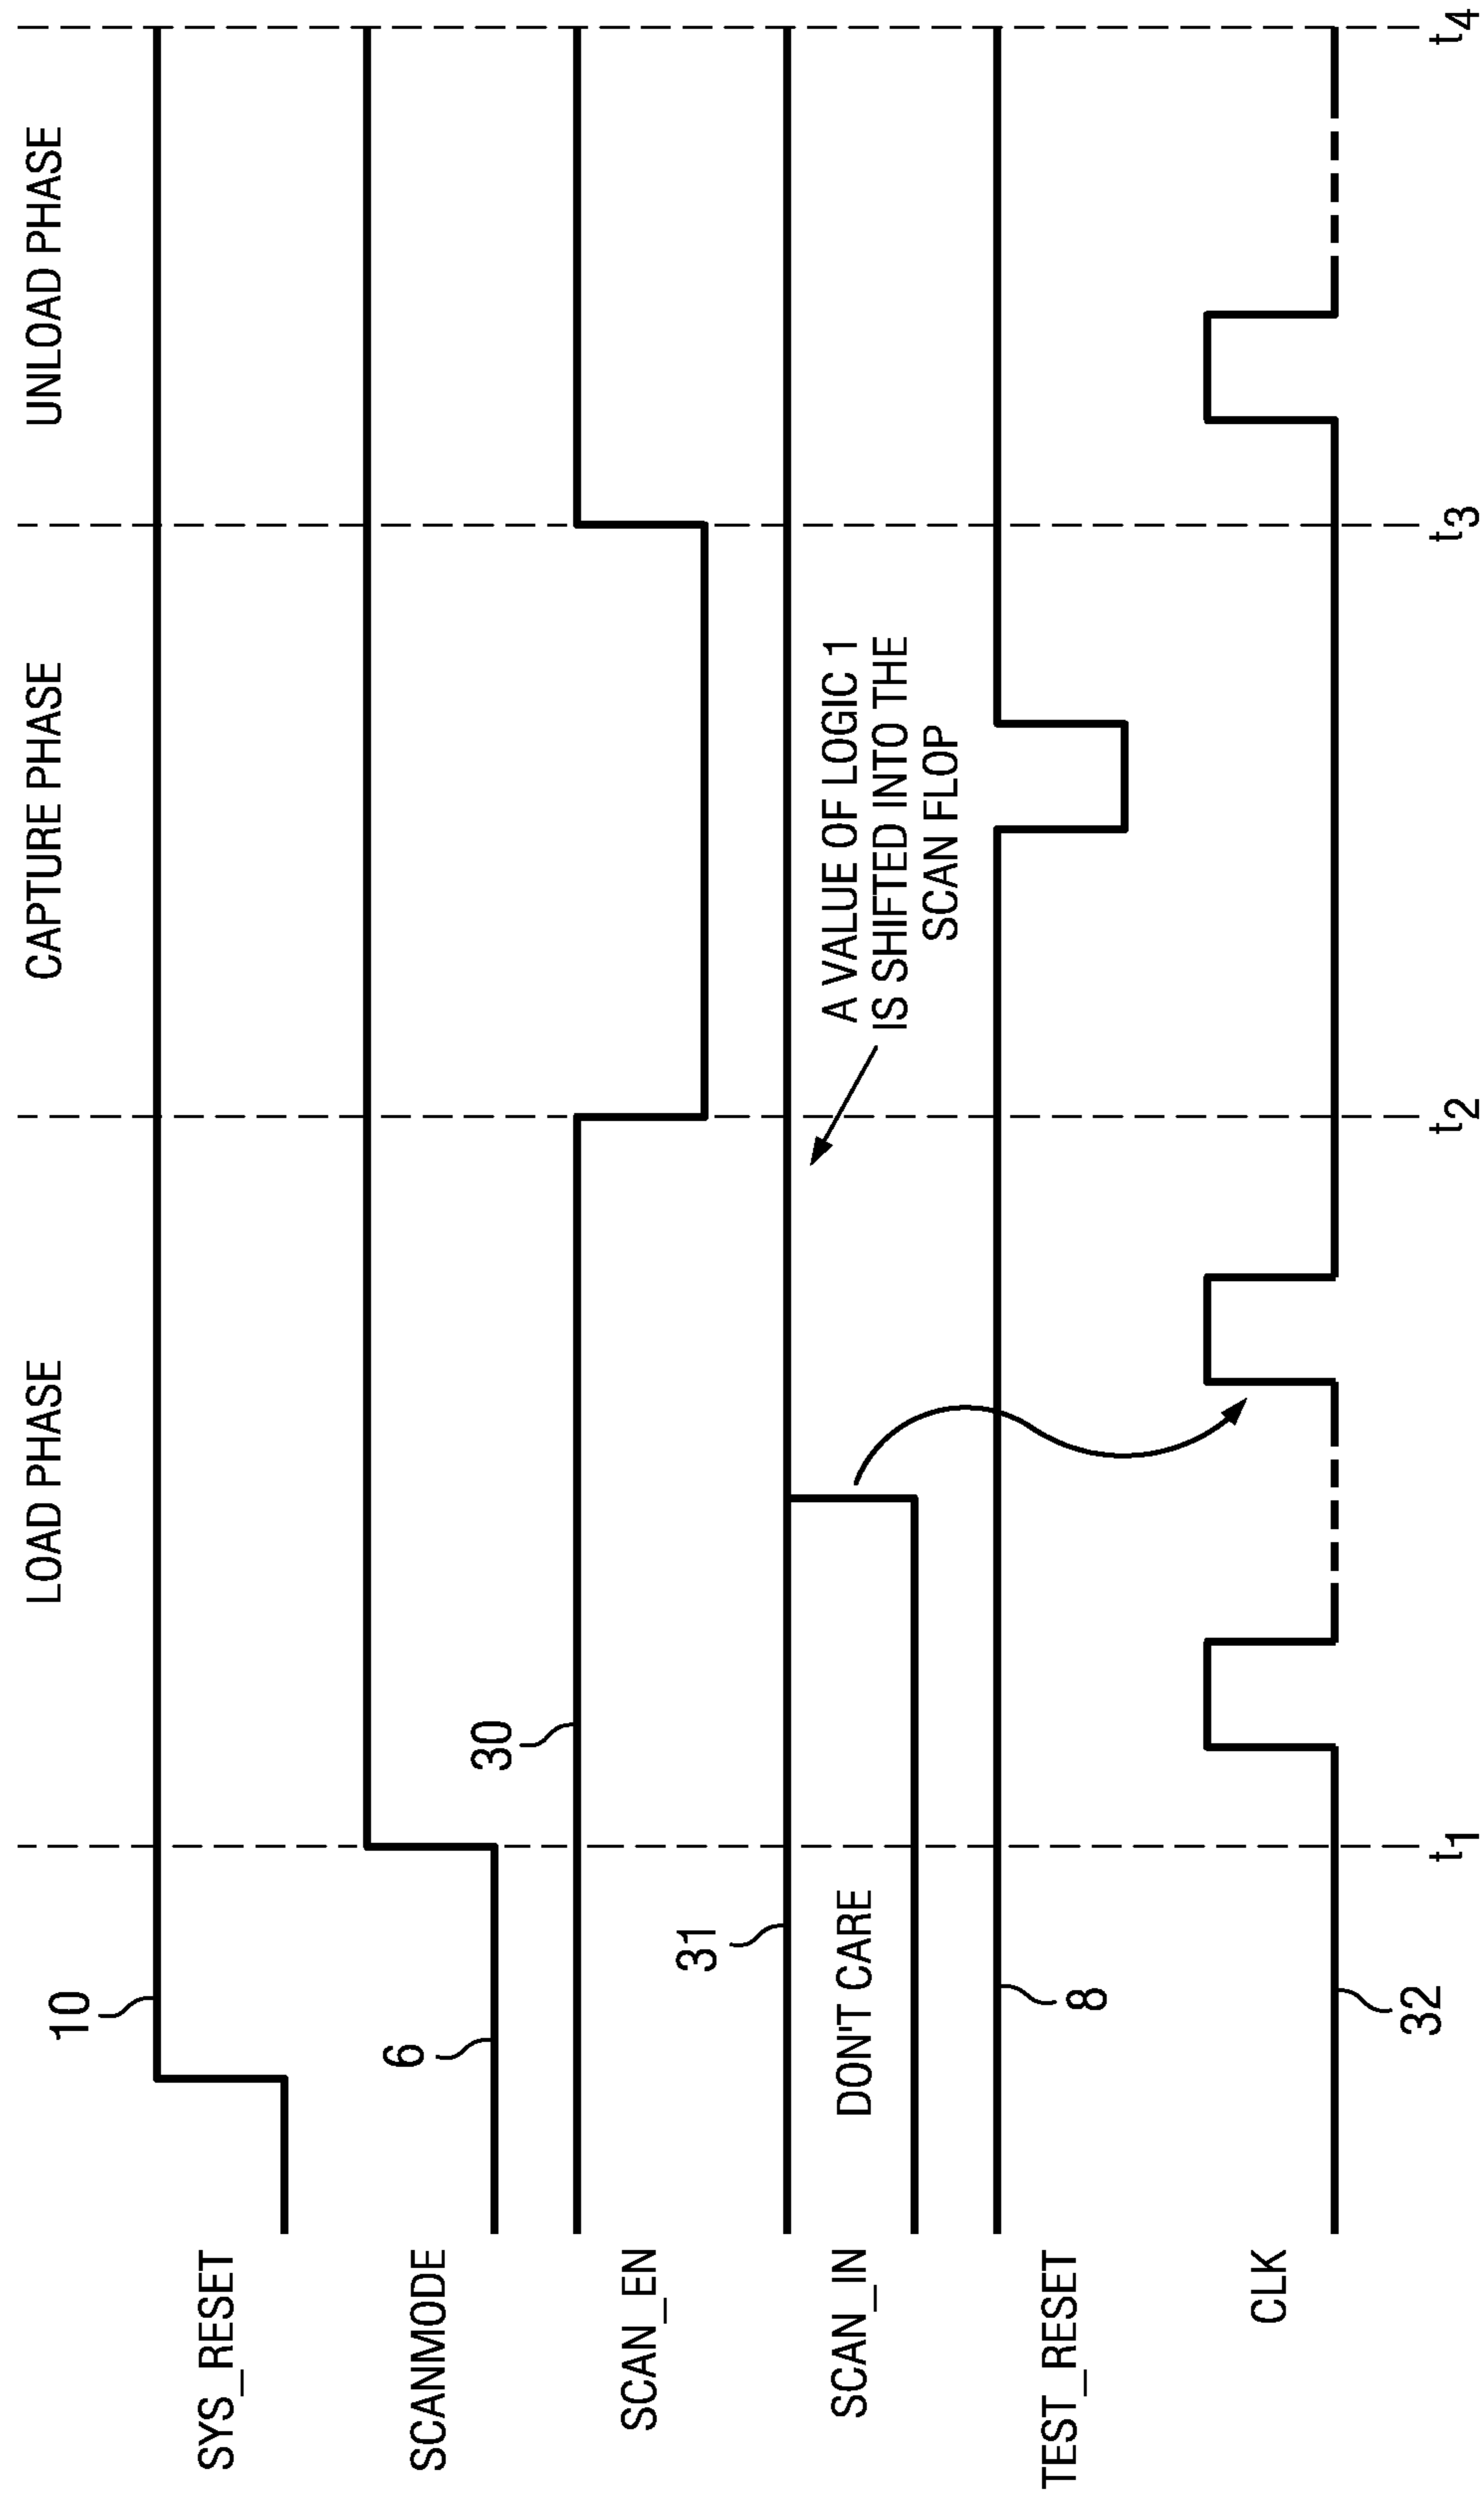 LOAD PHASE
CAPTURE PHASE
UNLOAD PHASE
SYS_RESET
10
SCANMODE
6
SCAN_EN
30
SCAN_IN
31
DON'T CARE
A VALUE OF LOGIC 1
IS SHIFTED INTO THE
SCAN FLOP
TEST_RESET
8
CLK
32
t1
t2
t3
t4